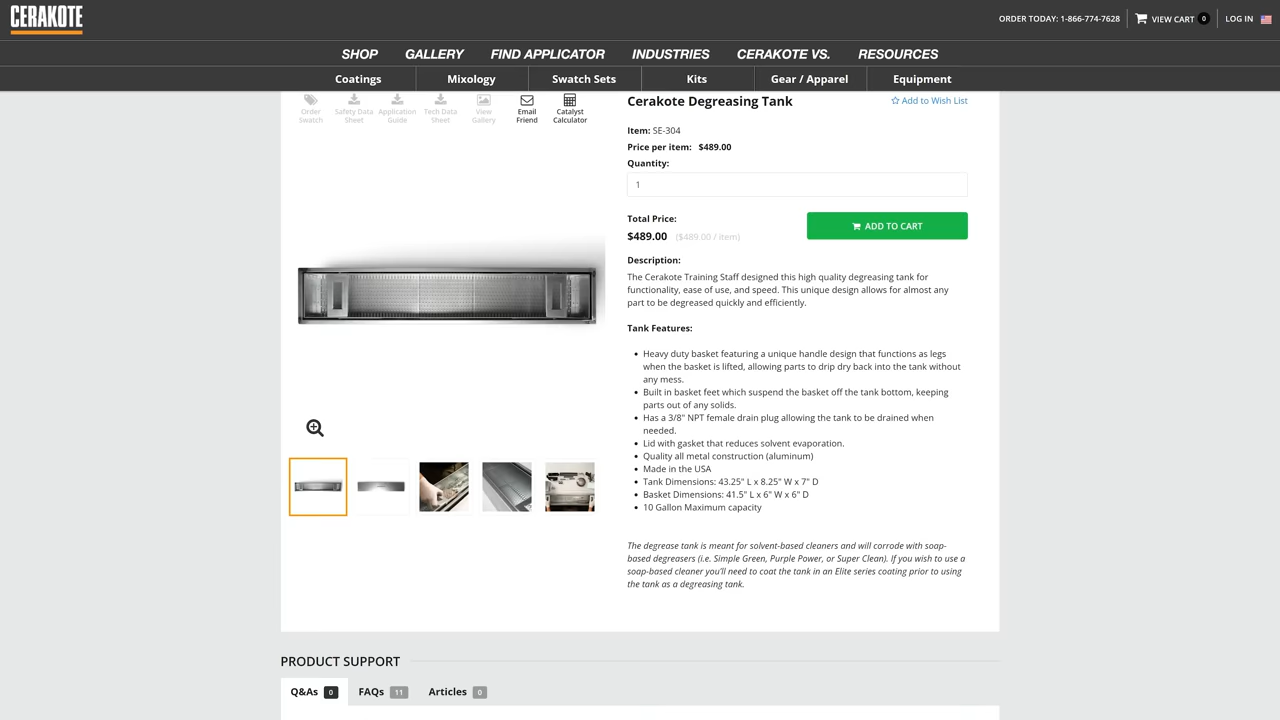 CERAKOTE
ORDER TODAY: 1-866-774-7628
VIEW CART 0
LOG IN
SHOP GALLERY FIND APPLICATOR INDUSTRIES CERAKOTE VS. RESOURCES
Coatings Mixology Swatch Sets Kits Gear / Apparel Equipment
Order Swatch
Safety Data Sheet
Application Guide
Tech Data Sheet
View Gallery
Email Friend
Catalyst Calculator
Cerakote Degreasing Tank
Add to Wish List
Item: SE-304
Price per item: $489.00
Quantity:
1
Total Price:
$489.00 ($489.00 / item)
ADD TO CART
Description:
The Cerakote Training Staff designed this high quality degreasing tank for
functionality, ease of use, and speed. This unique design allows for almost any
part to be degreased quickly and efficiently.
Tank Features:
Heavy duty basket featuring a unique handle design that functions as legs
when the basket is lifted, allowing parts to drip dry back into the tank without
any mess.
Built in basket feet which suspend the basket off the tank bottom, keeping
parts out of any solids.
Has a 3/8" NPT female drain plug allowing the tank to be drained when
needed.
Lid with gasket that reduces solvent evaporation.
Quality all metal construction (aluminum)
Made in the USA
Tank Dimensions: 43.25" L x 8.25" W x 7" D
Basket Dimensions: 41.5" L x 6" W x 6" D
10 Gallon Maximum capacity
The degrease tank is meant for solvent-based cleaners and will corrode with soap-
based degreasers (i.e. Simple Green, Purple Power, or Super Clean). If you wish to use a
soap-based cleaner you'll need to coat the tank in an Elite series coating prior to using
the tank as a degreasing tank.
PRODUCT SUPPORT
Q&As 0 FAQs 11 Articles 0